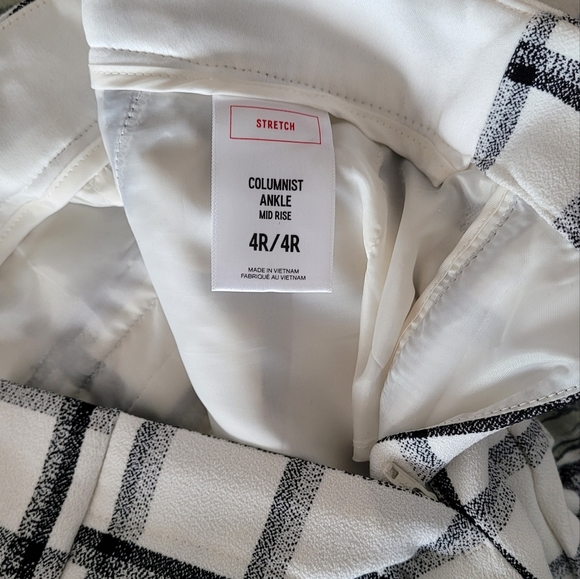 STRETCH
COLUMNIST
ANKLE
MID RISE
4R/4R
MADE IN VIETNAM
FABRIQUÉ AU VIETNAM